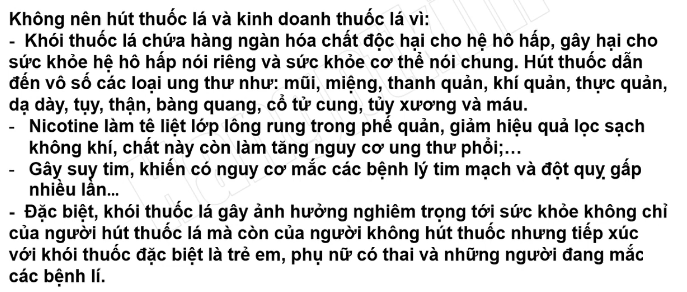 Không nên hút thuốc lá và kinh doanh thuốc lá vì:
- Khói thuốc lá chứa hàng ngàn hóa chất độc hại cho hệ hô hấp, gây hại cho
sức khỏe hệ hô hấp nói riêng và sức khỏe cơ thể nói chung. Hút thuốc dẫn
đến vô số các loại ung thư như: mũi, miệng, thanh quản, khí quản, thực quản,
dạ dày, tụy, thận, bàng quang, cổ tử cung, tủy xương và máu.
- Nicotine làm tê liệt lớp lông rung trong phế quản, giảm hiệu quả lọc sạch
không khí, chất này còn làm tăng nguy cơ ung thư phổi;...
- Gây suy tim, khiến có nguy cơ mắc các bệnh lý tim mạch và đột quỵ gấp
nhiều lần...
- Đặc biệt, khói thuốc lá gây ảnh hưởng nghiêm trọng tới sức khỏe không chỉ
của người hút thuốc lá mà còn của người không hút thuốc nhưng tiếp xúc
với khói thuốc đặc biệt là trẻ em, phụ nữ có thai và những người đang mắc
các bệnh lí.